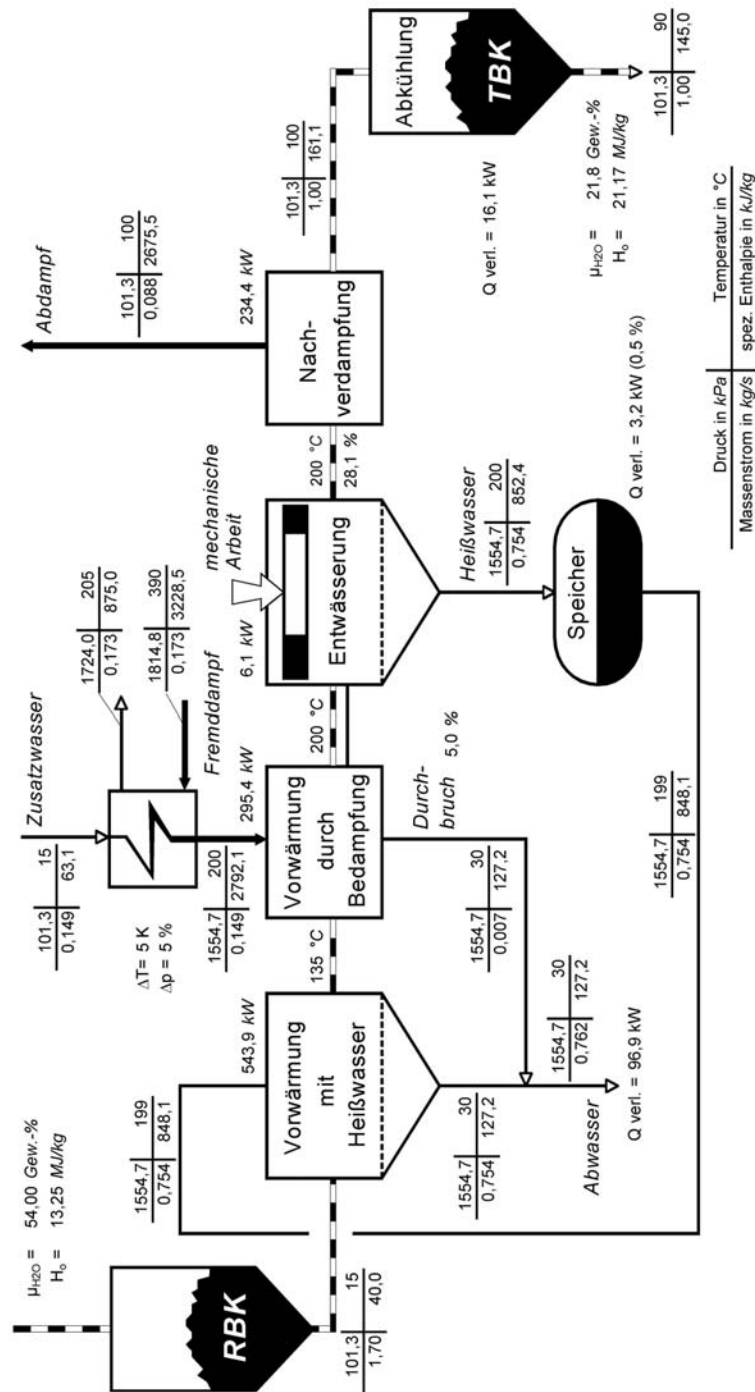 μH2O = 54,00 Gew.-%
Ho = 13,25 MJ/kg
RBK
101,3 15
1,70 40,0
1554,7 199
0,754 848,1
543,9 kW
Vorwärmung
mit
Heißwasser
1554,7 30
0,754 127,2
Abwasser
1554,7 30
0,762 127,2
Q verl. = 96,9 kW
135 °C
Zusatzwasser
101,3 15
0,149 63,1
ΔT= 5 K
Δp = 5 %
1724,0 205
0,173 875,0
1814,8 390
0,173 3228,5
Fremddampf
1554,7 200
0,149 2792,1
295,4 kW
Vorwärmung
durch
Bedampfung
Durch-
bruch
5,0 %
1554,7 30
0,007 127,2
200 °C
mechanische
Arbeit
6,1 kW
Entwässerung
Heißwasser
1554,7 200
0,754 852,4
Speicher
Q verl. = 3,2 kW (0,5 %)
1554,7 199
0,754 848,1
200 °C
28,1 %
Abdampf
101,3 100
0,088 2675,5
234,4 kW
Nach-
verdampfung
101,3 100
1,00 161,1
Abkühlung
TBK
Q verl. = 16,1 kW
μH2O = 21,8 Gew.-%
Ho = 21,17 MJ/kg
101,3 90
1,00 145,0
Druck in kPa Temperatur in °C
Massenstrom in kg/s spez. Enthalpie in kJ/kg